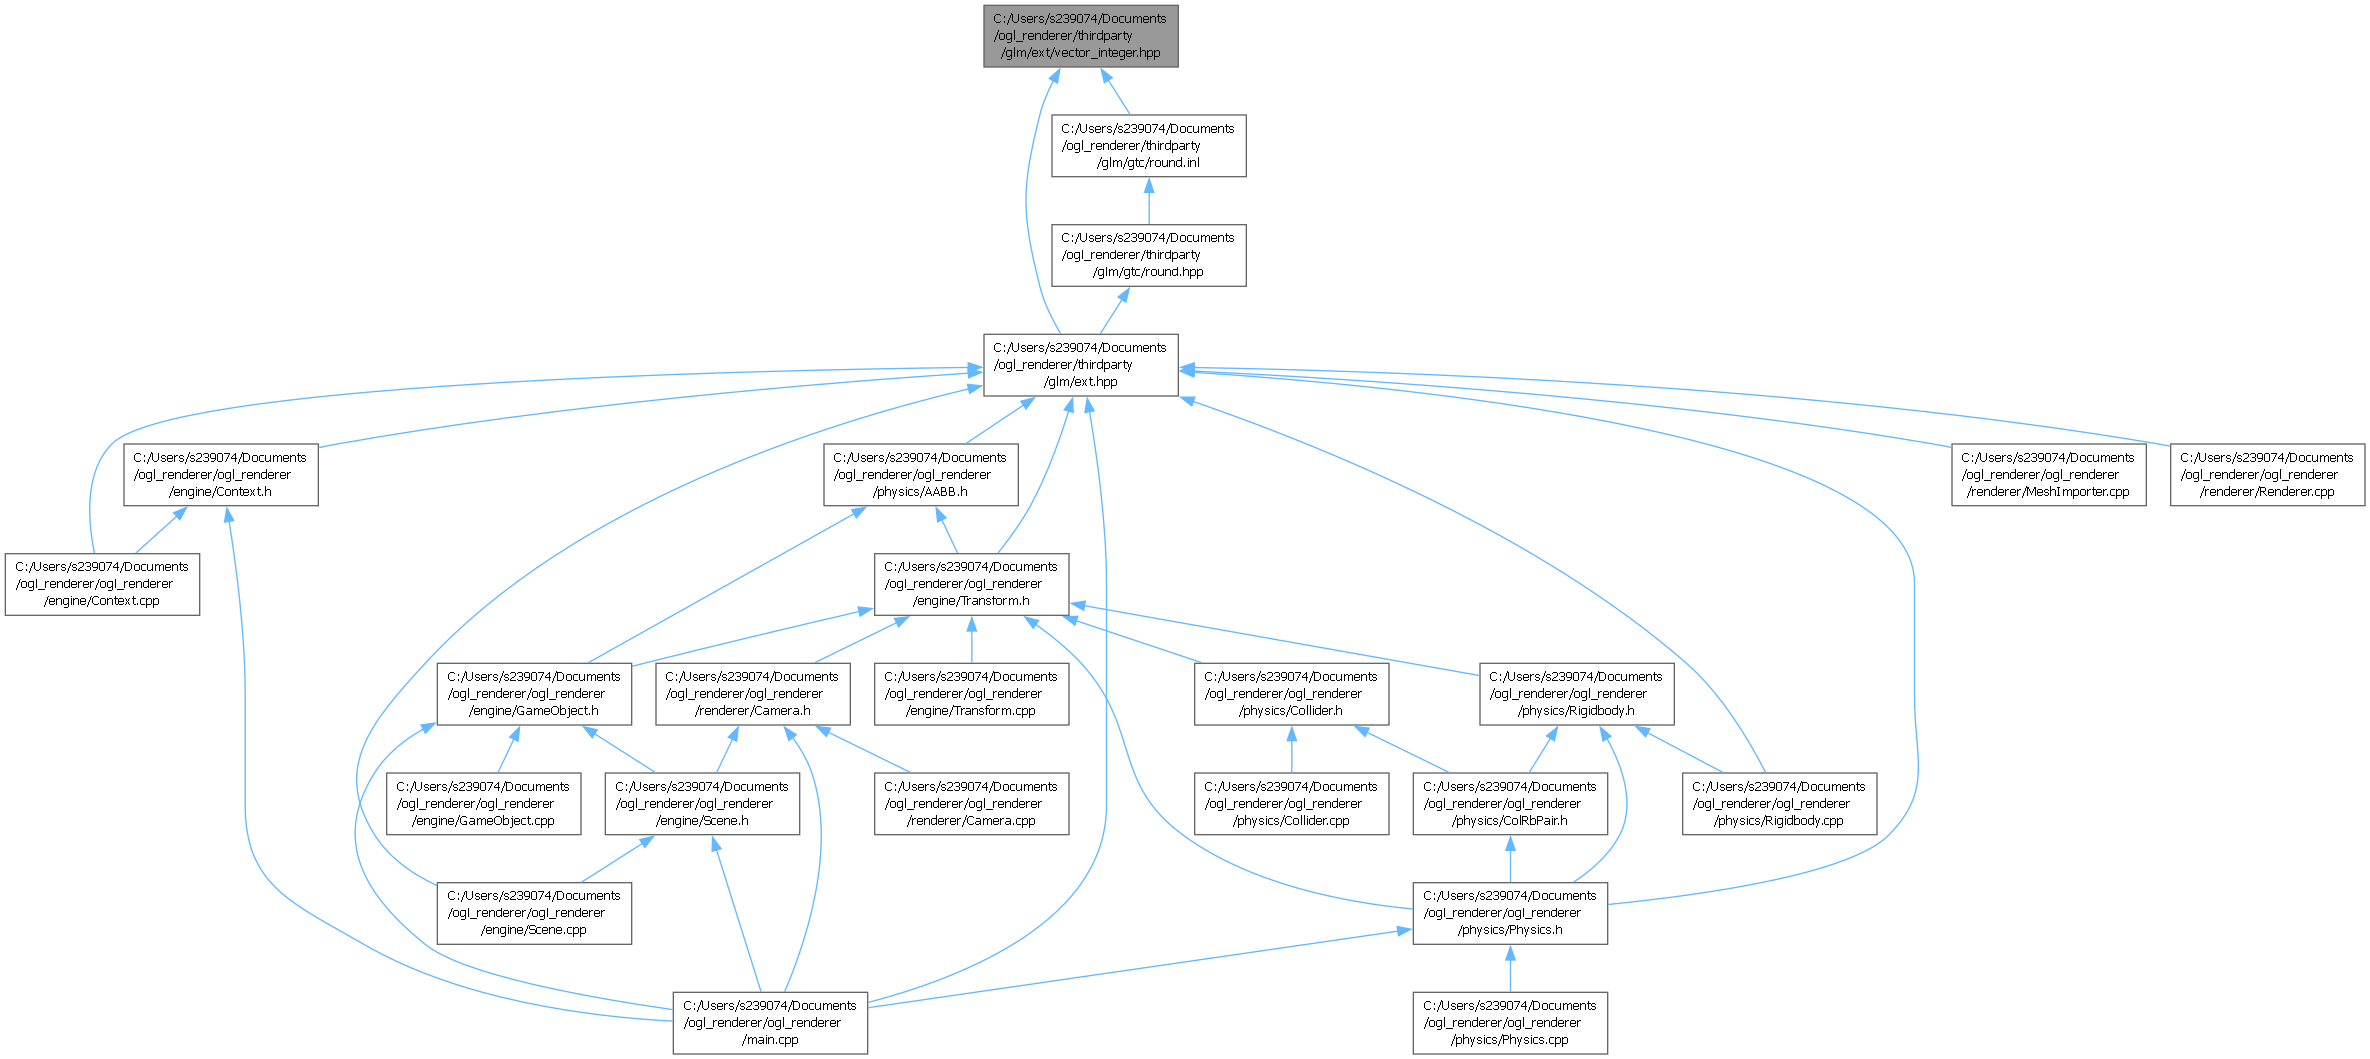 C:/Users/s239074/Documents
/ogl_renderer/thirdparty
/glm/ext/vector_integer.hpp
C:/Users/s239074/Documents
/ogl_renderer/thirdparty
/glm/gtc/round.inl
C:/Users/s239074/Documents
/ogl_renderer/thirdparty
/glm/gtc/round.hpp
C:/Users/s239074/Documents
/ogl_renderer/thirdparty
/glm/ext.hpp
C:/Users/s239074/Documents
/ogl_renderer/ogl_renderer
/engine/Context.h
C:/Users/s239074/Documents
/ogl_renderer/ogl_renderer
/physics/AABB.h
C:/Users/s239074/Documents
/ogl_renderer/ogl_renderer
/renderer/MeshImporter.cpp
C:/Users/s239074/Documents
/ogl_renderer/ogl_renderer
/renderer/Renderer.cpp
C:/Users/s239074/Documents
/ogl_renderer/ogl_renderer
/engine/Context.cpp
C:/Users/s239074/Documents
/ogl_renderer/ogl_renderer
/engine/Transform.h
C:/Users/s239074/Documents
/ogl_renderer/ogl_renderer
/engine/GameObject.h
C:/Users/s239074/Documents
/ogl_renderer/ogl_renderer
/renderer/Camera.h
C:/Users/s239074/Documents
/ogl_renderer/ogl_renderer
/engine/Transform.cpp
C:/Users/s239074/Documents
/ogl_renderer/ogl_renderer
/physics/Collider.h
C:/Users/s239074/Documents
/ogl_renderer/ogl_renderer
/physics/Rigidbody.h
C:/Users/s239074/Documents
/ogl_renderer/ogl_renderer
/engine/GameObject.cpp
C:/Users/s239074/Documents
/ogl_renderer/ogl_renderer
/engine/Scene.h
C:/Users/s239074/Documents
/ogl_renderer/ogl_renderer
/renderer/Camera.cpp
C:/Users/s239074/Documents
/ogl_renderer/ogl_renderer
/physics/Collider.cpp
C:/Users/s239074/Documents
/ogl_renderer/ogl_renderer
/physics/ColRbPair.h
C:/Users/s239074/Documents
/ogl_renderer/ogl_renderer
/physics/Rigidbody.cpp
C:/Users/s239074/Documents
/ogl_renderer/ogl_renderer
/engine/Scene.cpp
C:/Users/s239074/Documents
/ogl_renderer/ogl_renderer
/physics/Physics.h
C:/Users/s239074/Documents
/ogl_renderer/ogl_renderer
/main.cpp
C:/Users/s239074/Documents
/ogl_renderer/ogl_renderer
/physics/Physics.cpp